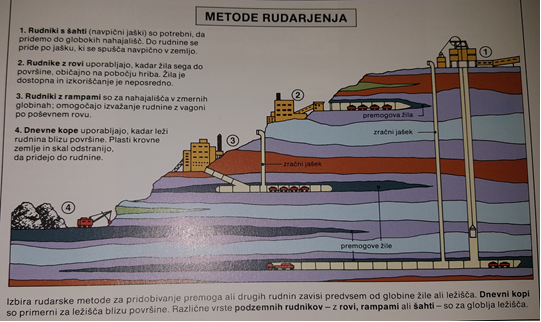 METODE RUDARJENJA
1. Rudniki s šahti (navpični jaški) so potrebni, da
pridemo do globokih nahajališč. Do rudnine se
pride po jašku, ki se spušča navpično v zemljo.
2. Rudnike z rovi uporabljajo, kadar žila sega do
površine, običajno na pobočju hriba. Žila je
dostopna in izkoriščanje je neposredno.
3. Rudniki z rampami so za nahajališča v zmernih
globinah; omogočajo izvažanje rudnine z vagoni
po poševnem rovu.
4. Dnevne kope uporabljajo, kadar leži
rudnina blizu površine. Plasti krovne
zemlje in skal odstranijo,
da pridejo do rudnine.
1
2
premogova žila
zračni jašek
3
zračni jašek
4
premogove žile
Izbira rudarske metode za pridobivanje premoga ali drugih rudnin zavisi predvsem od globine žile ali ležišča. Dnevni kopi
so primerni za ležišča blizu površine. Različne vrste podzemnih rudnikov – z rovi, rampami ali šahti – so za globlja ležišča.